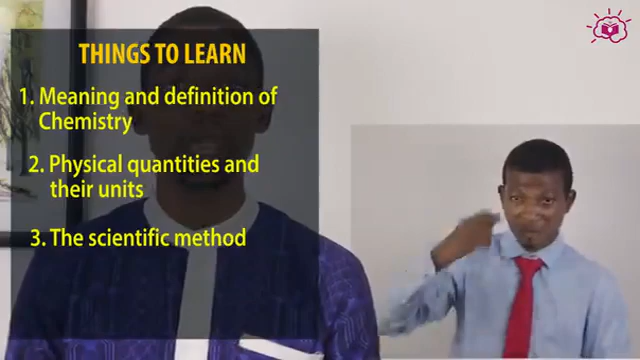 THINGS TO LEARN
1. Meaning and definition of
Chemistry
2. Physical quantities and
their units
3. The scientific method